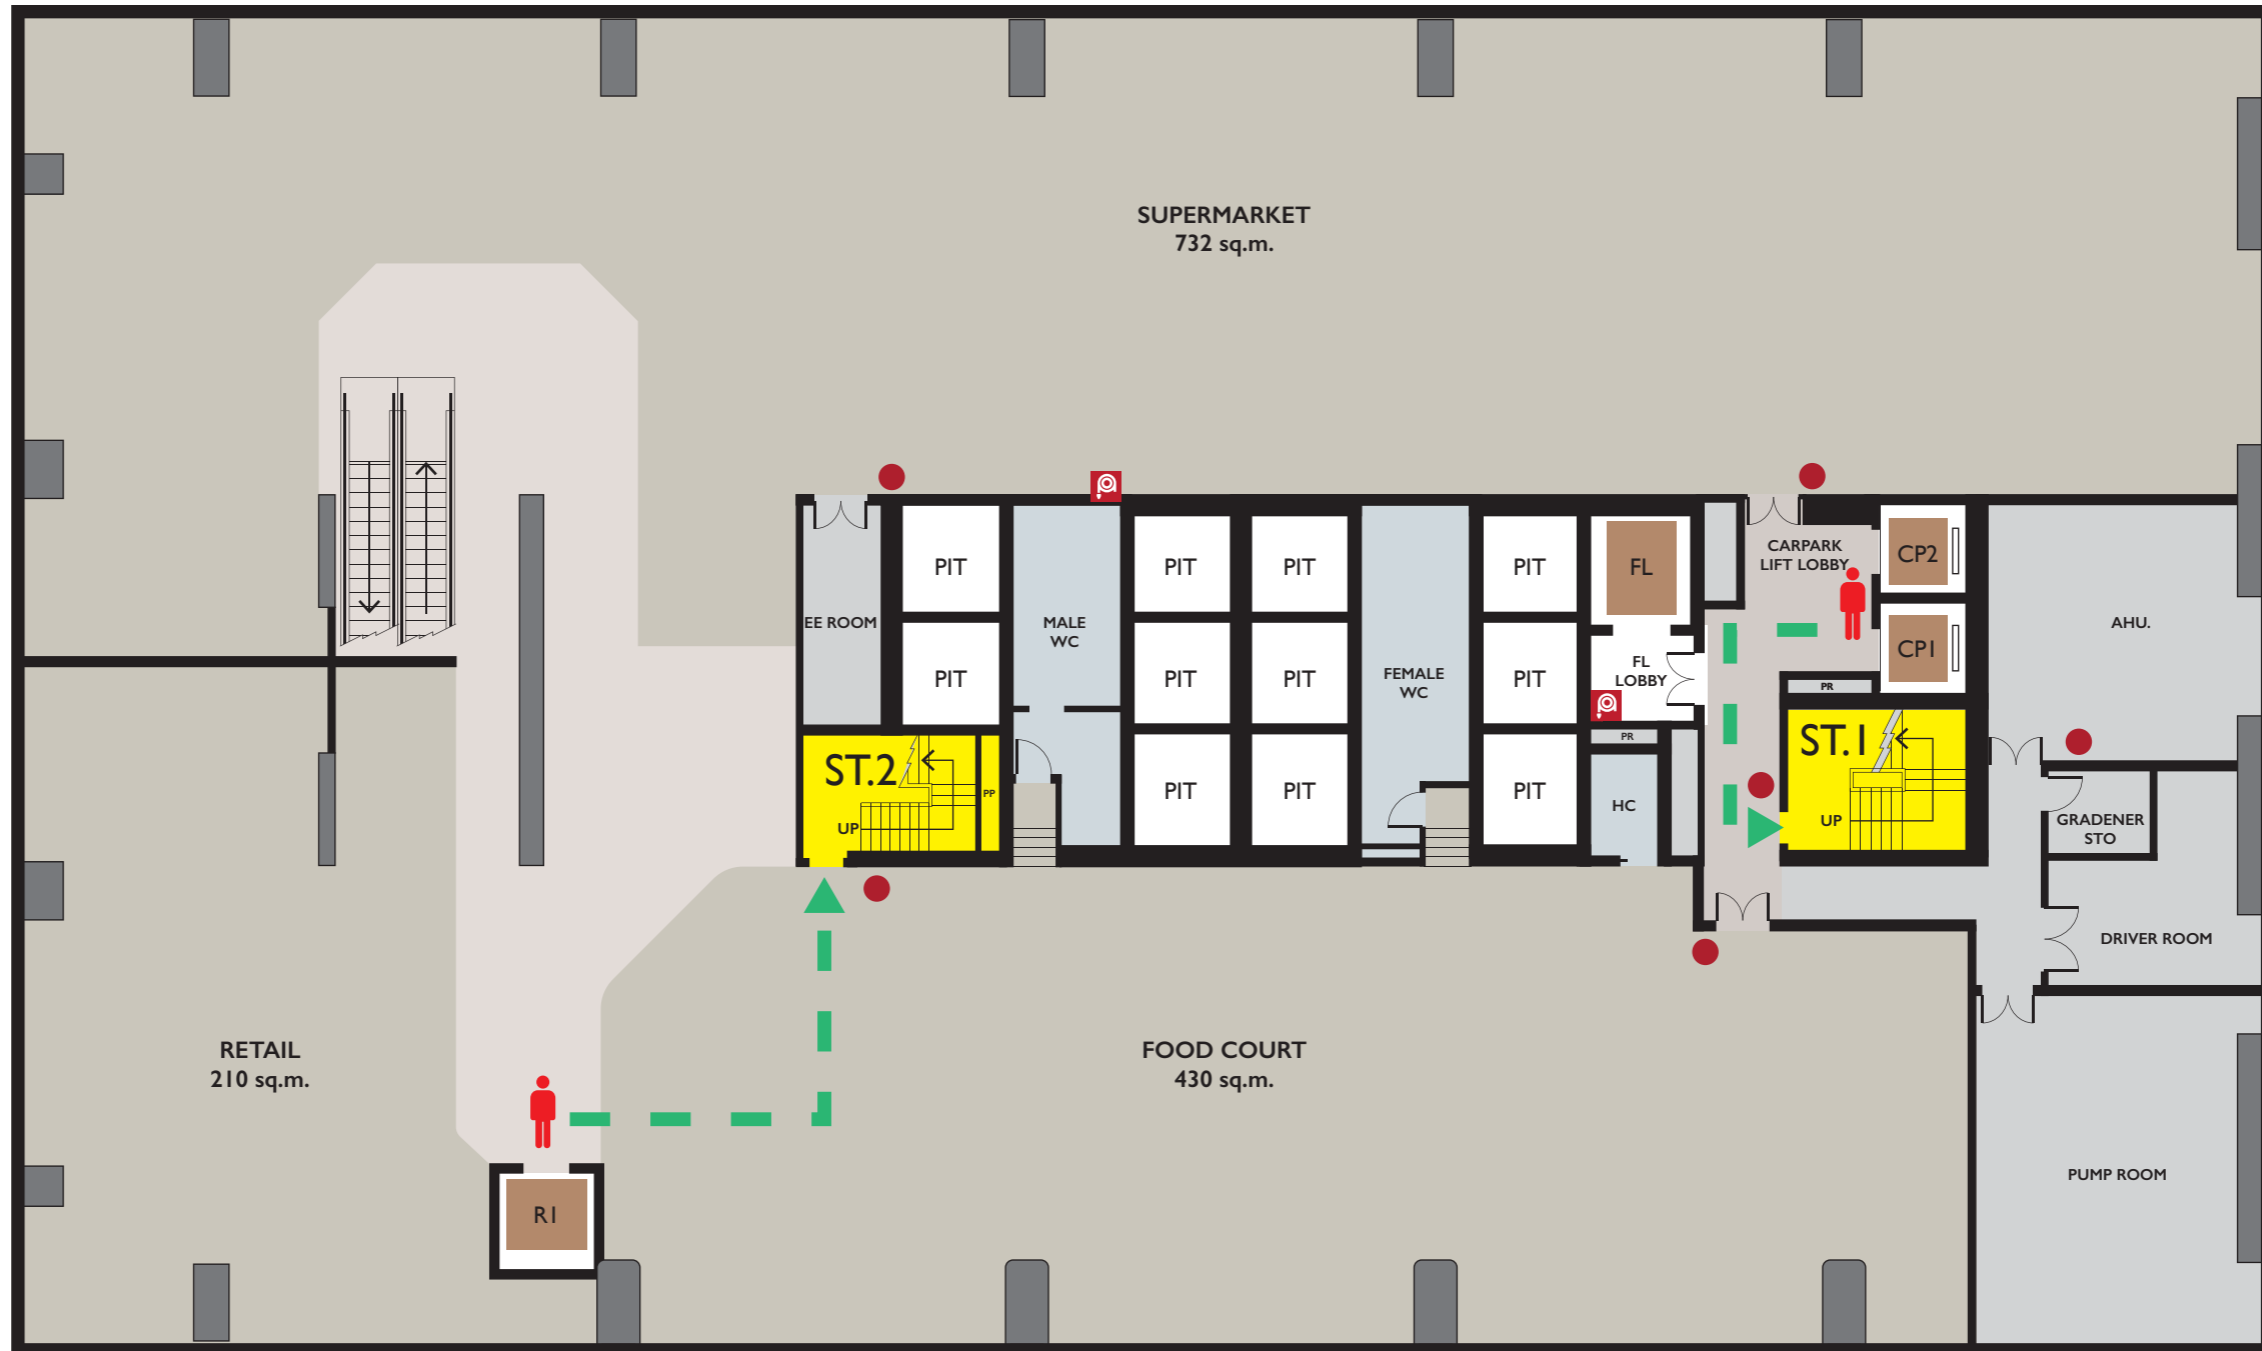 SUPERMARKET
732 sq.m.
PIT
PIT
PIT
PIT
FL
CARPARK
LIFT LOBBY
CP2
EE ROOM
MALE
WC
AHU.
PIT
PIT
PIT
FEMALE
WC
PIT
FL
LOBBY
CP1
PR
ST.2
UP
PP
PIT
PIT
PIT
PR
HC
ST.1
UP
GRADENER
STO
DRIVER ROOM
RETAIL
210 sq.m.
FOOD COURT
430 sq.m.
PUMP ROOM
R1